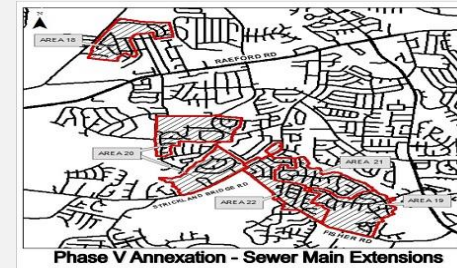 AREA 18
RAEFORD RD
AREA 20
AREA 21
STRICKLAND BRIDGE RD
AREA 22
AREA 19
FISHER RD
Phase V Annexation - Sewer Main Extensions